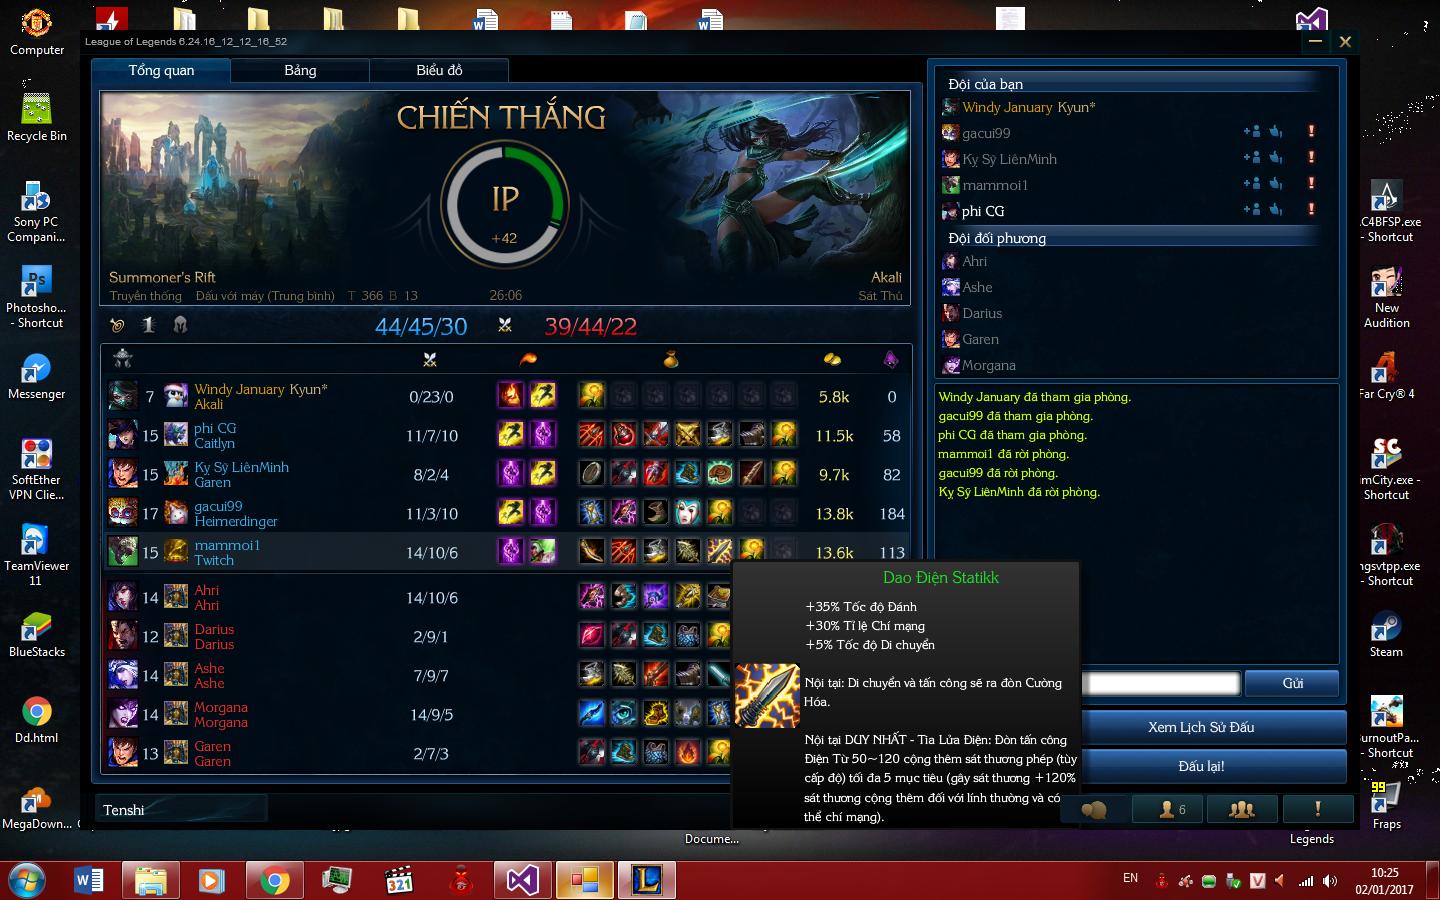 Computer
Recycle Bin
Sony PC
Compani...
Photosho...
- Shortcut
Messenger
SoftEther
VPN Clie...
TeamViewer
11
BlueStacks
Dd.html
MegaDown...
League of Legends 6.24.16_12_12_16_52
Tổng quan
Bảng
Biểu đồ
CHIẾN THẮNG
IP
+42
Summoner's Rift
Akali
Truyền thống Đấu với máy (Trung bình) T 366 B 13 26:06 Sát Thủ
1 44/45/30 39/44/22
7 Windy January Kyun* 0/23/0 5.8k 0
Akali
15 phi CG 11/7/10 11.5k 58
Caitlyn
15 Kỵ Sỹ LiênMinh 8/2/4 9.7k 82
Garen
17 gacui99 11/3/10 13.8k 184
Heimerdinger
15 mammoi1 14/10/6 13.6k 113
Twitch
14 Ahri 14/10/6
Ahri
12 Darius 2/9/1
Darius
14 Ashe 7/9/7
Ashe
14 Morgana 14/9/5
Morgana
13 Garen 2/7/3
Garen
Dao Điện Statikk
+35% Tốc độ Đánh
+30% Tỉ lệ Chí mạng
+5% Tốc độ Di chuyển
Nội tại: Di chuyển và tấn công sẽ ra đòn Cường
Hóa.
Nội tại DUY NHẤT - Tia Lửa Điện: Đòn tấn công
Điện Từ 50~120 cộng thêm sát thương phép (tùy
cấp độ) tối đa 5 mục tiêu (gây sát thương +120%
sát thương cộng thêm đối với lính thường và có
thể chí mạng).
Đội của bạn
Windy January Kyun*
gacui99
Kỵ Sỹ LiênMinh
mammoi1
phi CG
Đội đối phương
Ahri
Ashe
Darius
Garen
Morgana
Windy January đã tham gia phòng.
gacui99 đã tham gia phòng.
phi CG đã tham gia phòng.
mammoi1 đã rời phòng.
gacui99 đã rời phòng.
Kỵ Sỹ LiênMinh đã rời phòng.
Gửi
Xem Lịch Sử Đấu
Đấu lại!
Tenshi
6
Docume...
Legends
C4BFSP.exe
- Shortcut
New
Audition
Far Cry® 4
imCity.exe -
Shortcut
ngsvtpp.exe
- Shortcut
Steam
urnoutPa...
- Shortcut
99
Fraps
321
EN
10:25
02/01/2017